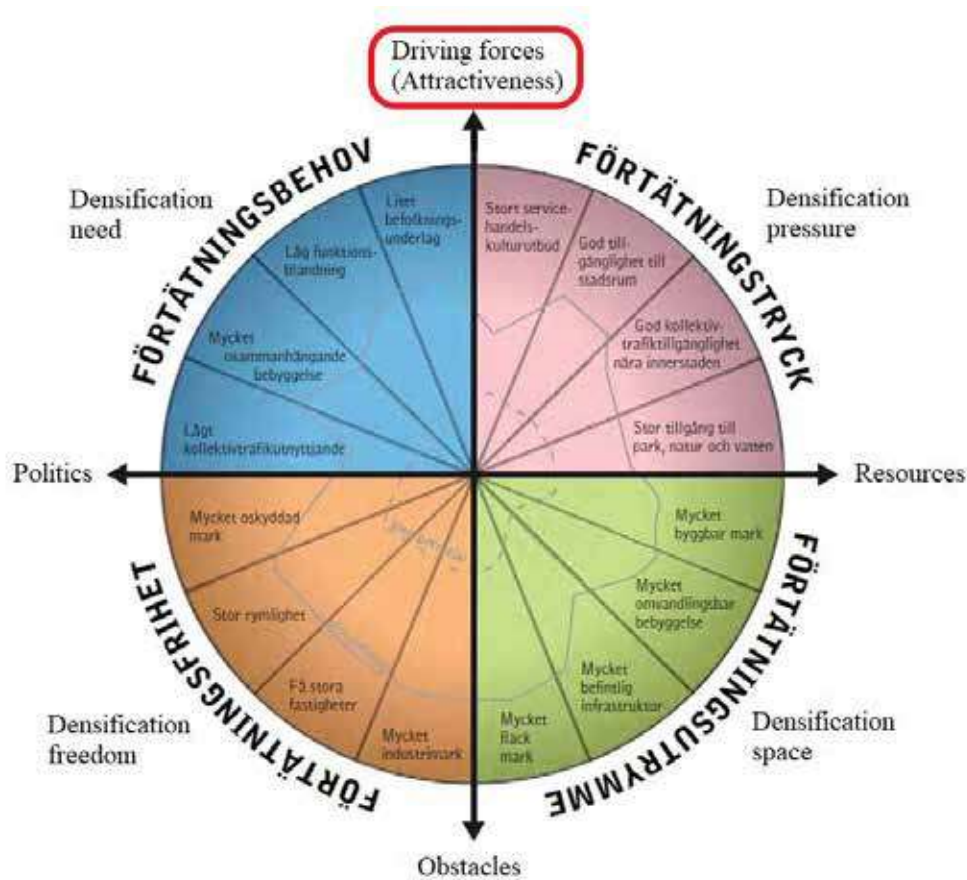 Driving forces
(Attractiveness)
FÖRTÄTNINGSBEHOV
FÖRTÄTNINGSTRYCK
Densification
need
Densification
pressure
Litet
befolknings-
underlag
Låg funktions-
blandning
Mycket
osammanhängande
bebyggelse
Lågt
kollektivtrafikutnyttjande
Stort service-
handels-
kulturutbud
God till-
gänglighet till
stadsrum
God kollektiv-
trafiktillgänglighet
nära innerstaden
Stor tillgång till
park, natur och vatten
Politics
Resources
Mycket oskyddad
mark
Stor rymlighet
Få stora
fastigheter
Mycket
industrimark
Mycket
byggbar mark
Mycket
omvandlingsbar
bebyggelse
Mycket
befintlig
infrastruktur
Mycket
flack
mark
FÖRTÄTNINGSFRIHET
FÖRTÄTNINGSUTRYMME
Densification
freedom
Densification
space
Obstacles